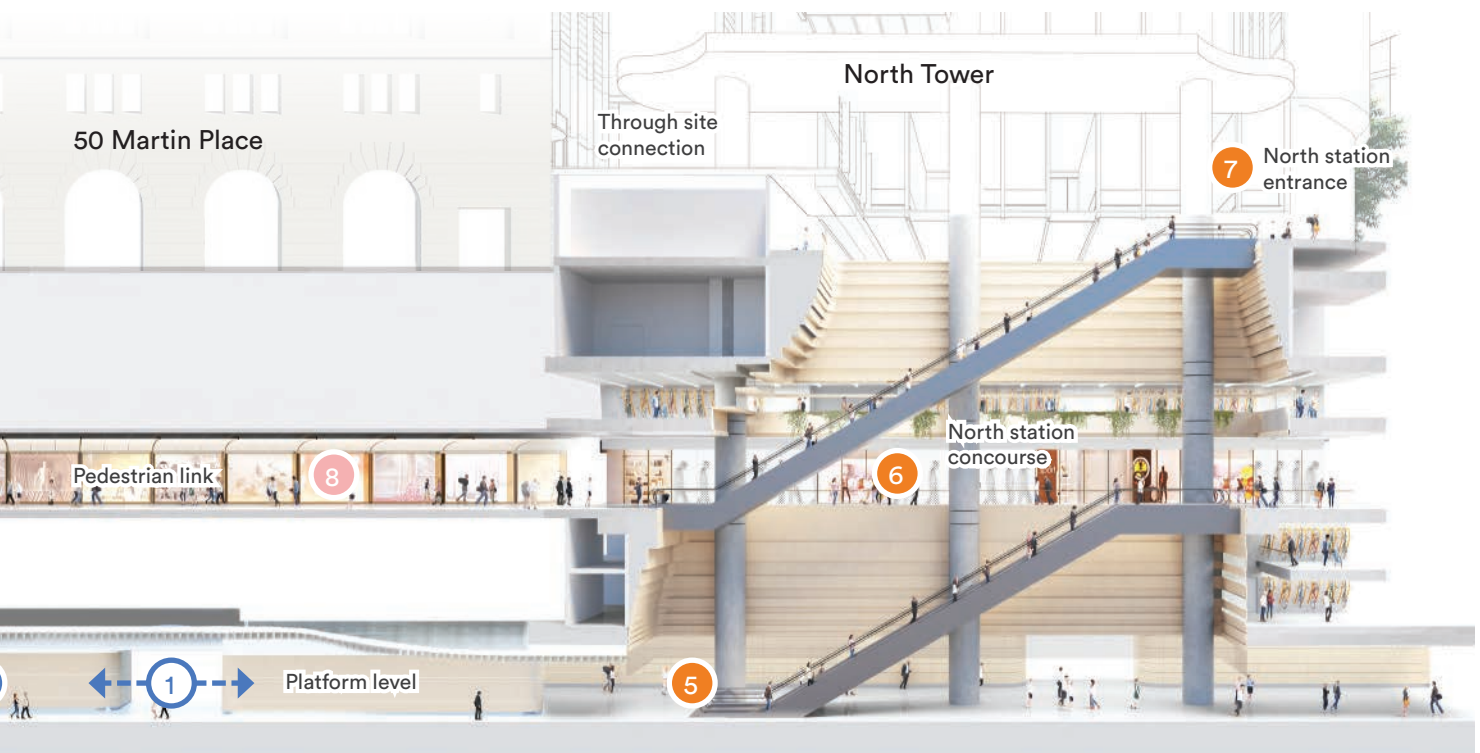 North Tower
50 Martin Place
Through site
connection
7
North station
entrance
North station
concourse
Pedestrian link
8
6
1
Platform level
5